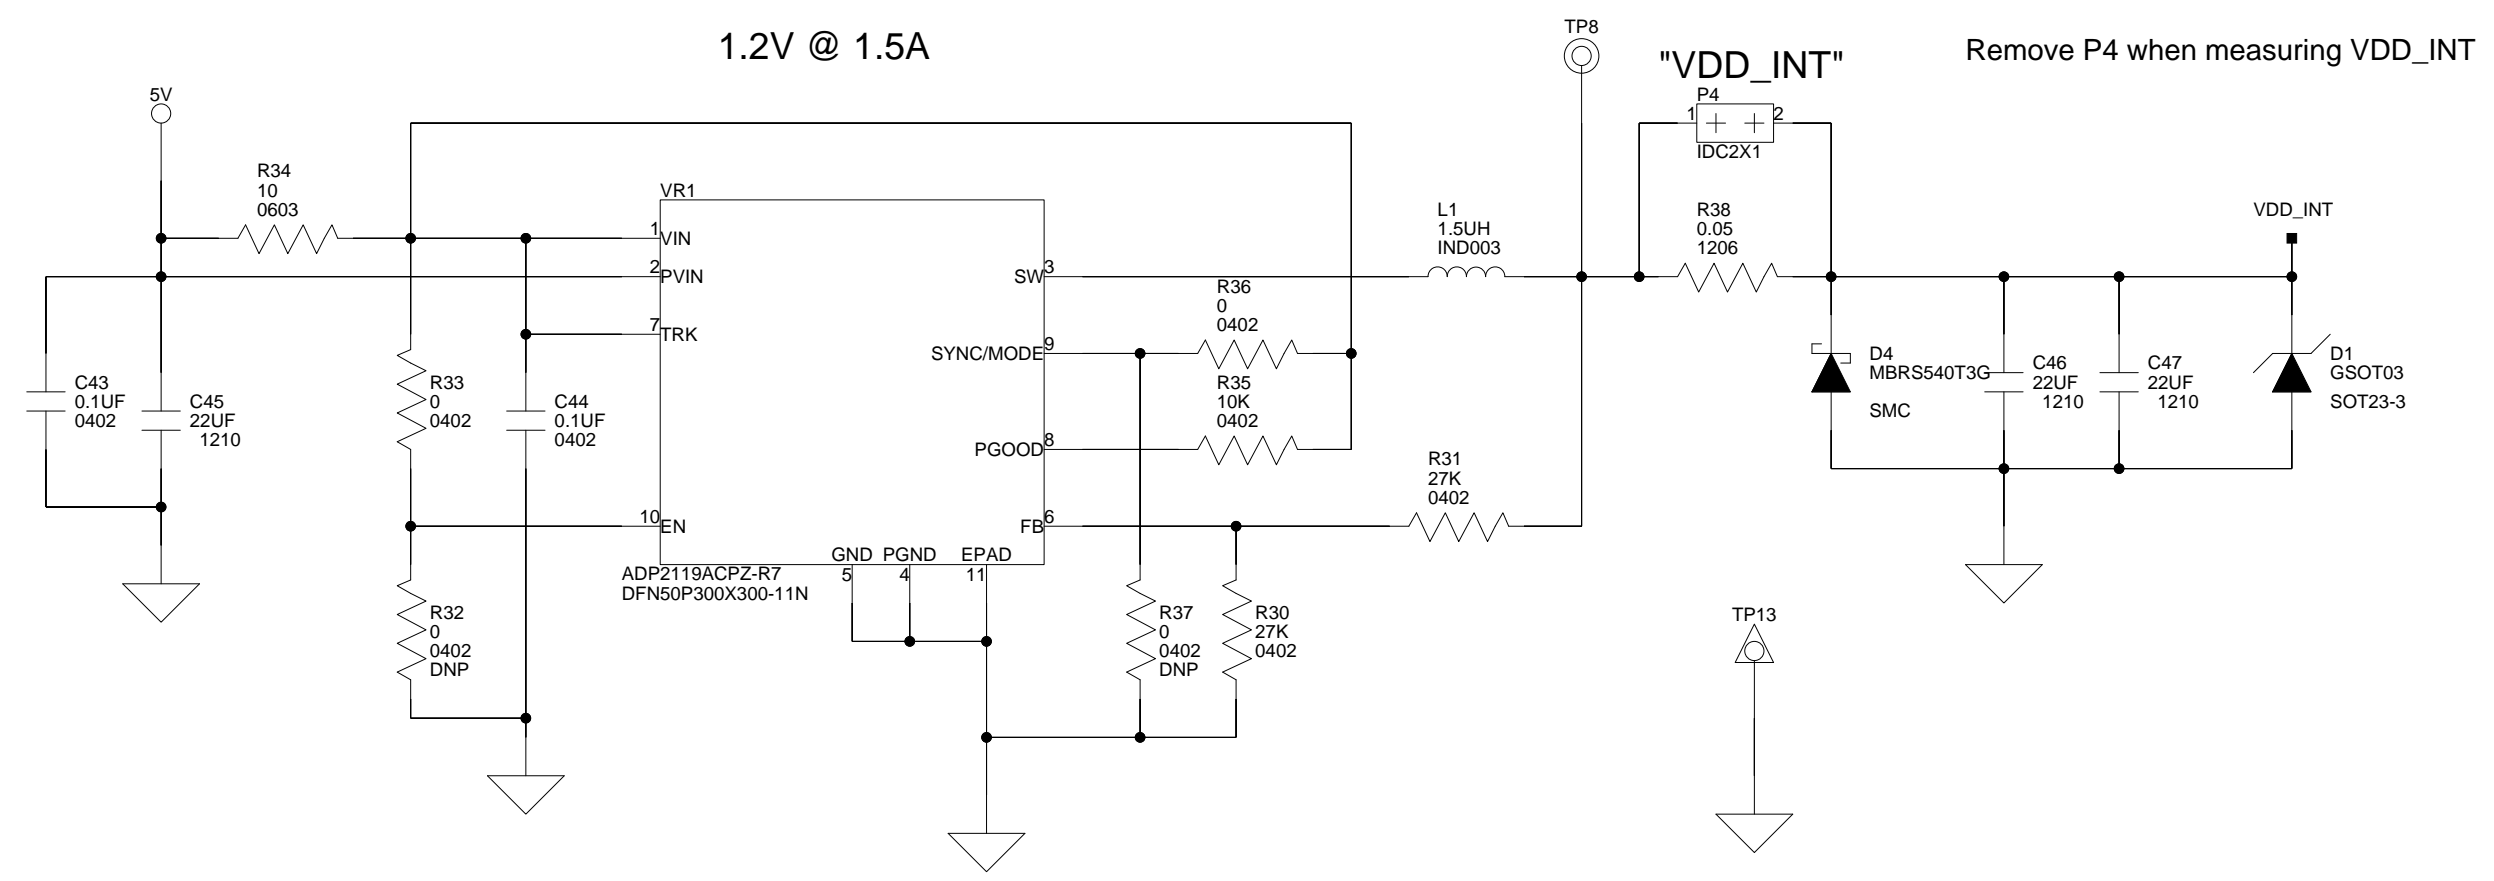 1.2V @ 1.5A
TP8
"VDD_INT"
Remove P4 when measuring VDD_INT
5V
P4
1
2
IDC2X1
R34
10
0603
VR1
1
VIN
2
PVIN
7
TRK
10
EN
SW
3
SYNC/MODE
9
PGOOD
8
FB
6
GND
PGND
EPAD
5
4
11
ADP2119ACPZ-R7
DFN50P300X300-11N
L1
1.5UH
IND003
R38
0.05
1206
VDD_INT
R36
0
0402
R35
10K
0402
R31
27K
0402
C43
0.1UF
0402
C45
22UF
1210
R33
0
0402
C44
0.1UF
0402
D4
MBRS540T3G
SMC
C46
22UF
1210
C47
22UF
1210
D1
GSOT03
SOT23-3
R32
0
0402
DNP
R37
0
0402
DNP
R30
27K
0402
TP13